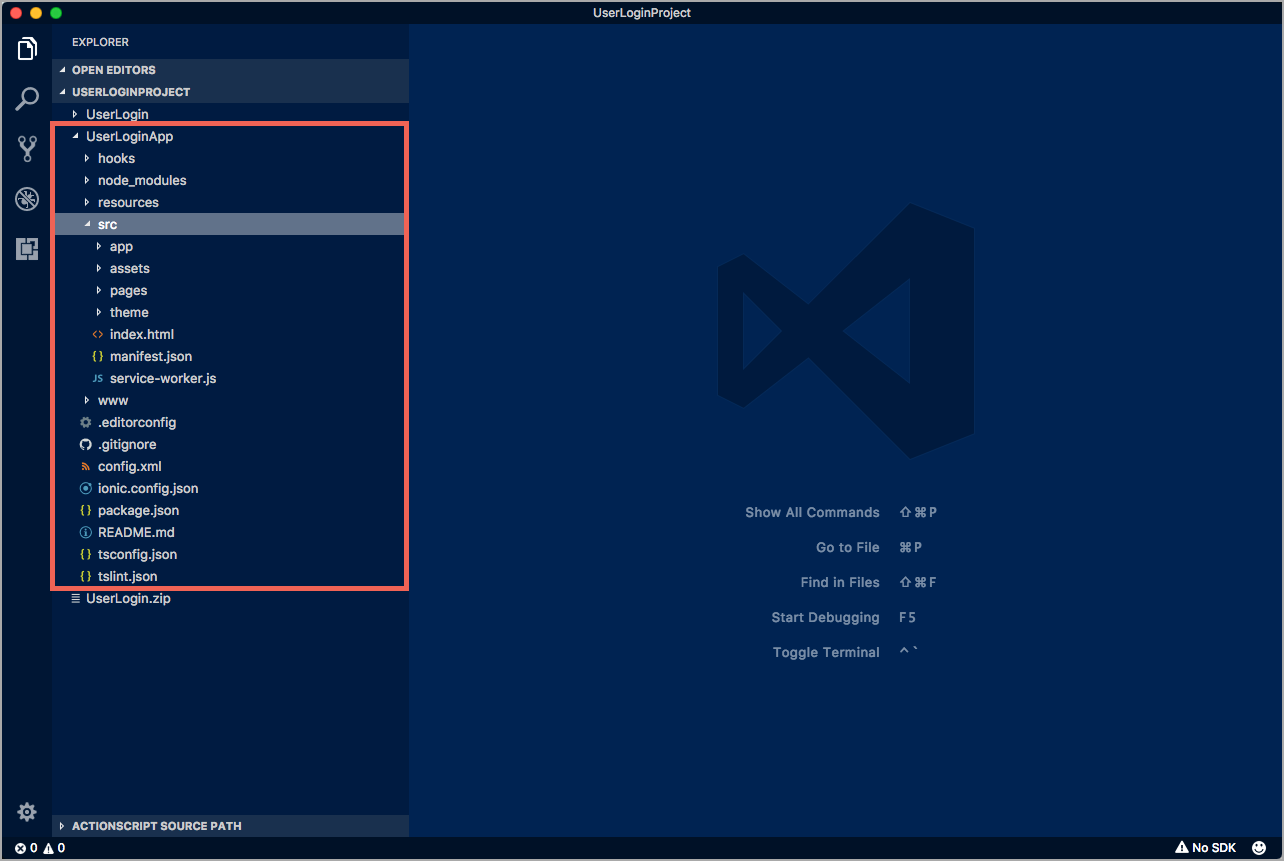 UserLoginProject
EXPLORER
OPEN EDITORS
USERLOGINPROJECT
UserLogin
UserLoginApp
hooks
node_modules
resources
src
app
assets
pages
theme
<> index.html
{ } manifest.json
JS service-worker.js
www
.editorconfig
.gitignore
config.xml
ionic.config.json
{ } package.json
README.md
{ } tsconfig.json
{ } tslint.json
UserLogin.zip
Show All Commands ⇧⌘P
Go to File ⌘P
Find in Files ⇧⌘F
Start Debugging F5
Toggle Terminal ^`
ACTIONSCRIPT SOURCE PATH
0 0 No SDK